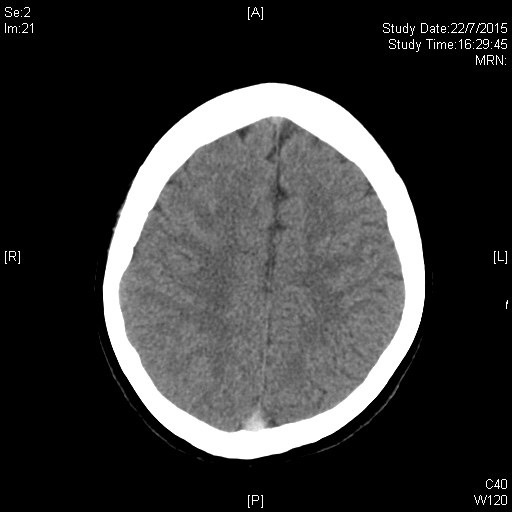 Se:2
Im:21
[A]
Study Date:22/7/2015
Study Time:16:29:45
MRN:
[R]
[L]
f
[P]
C40
W120